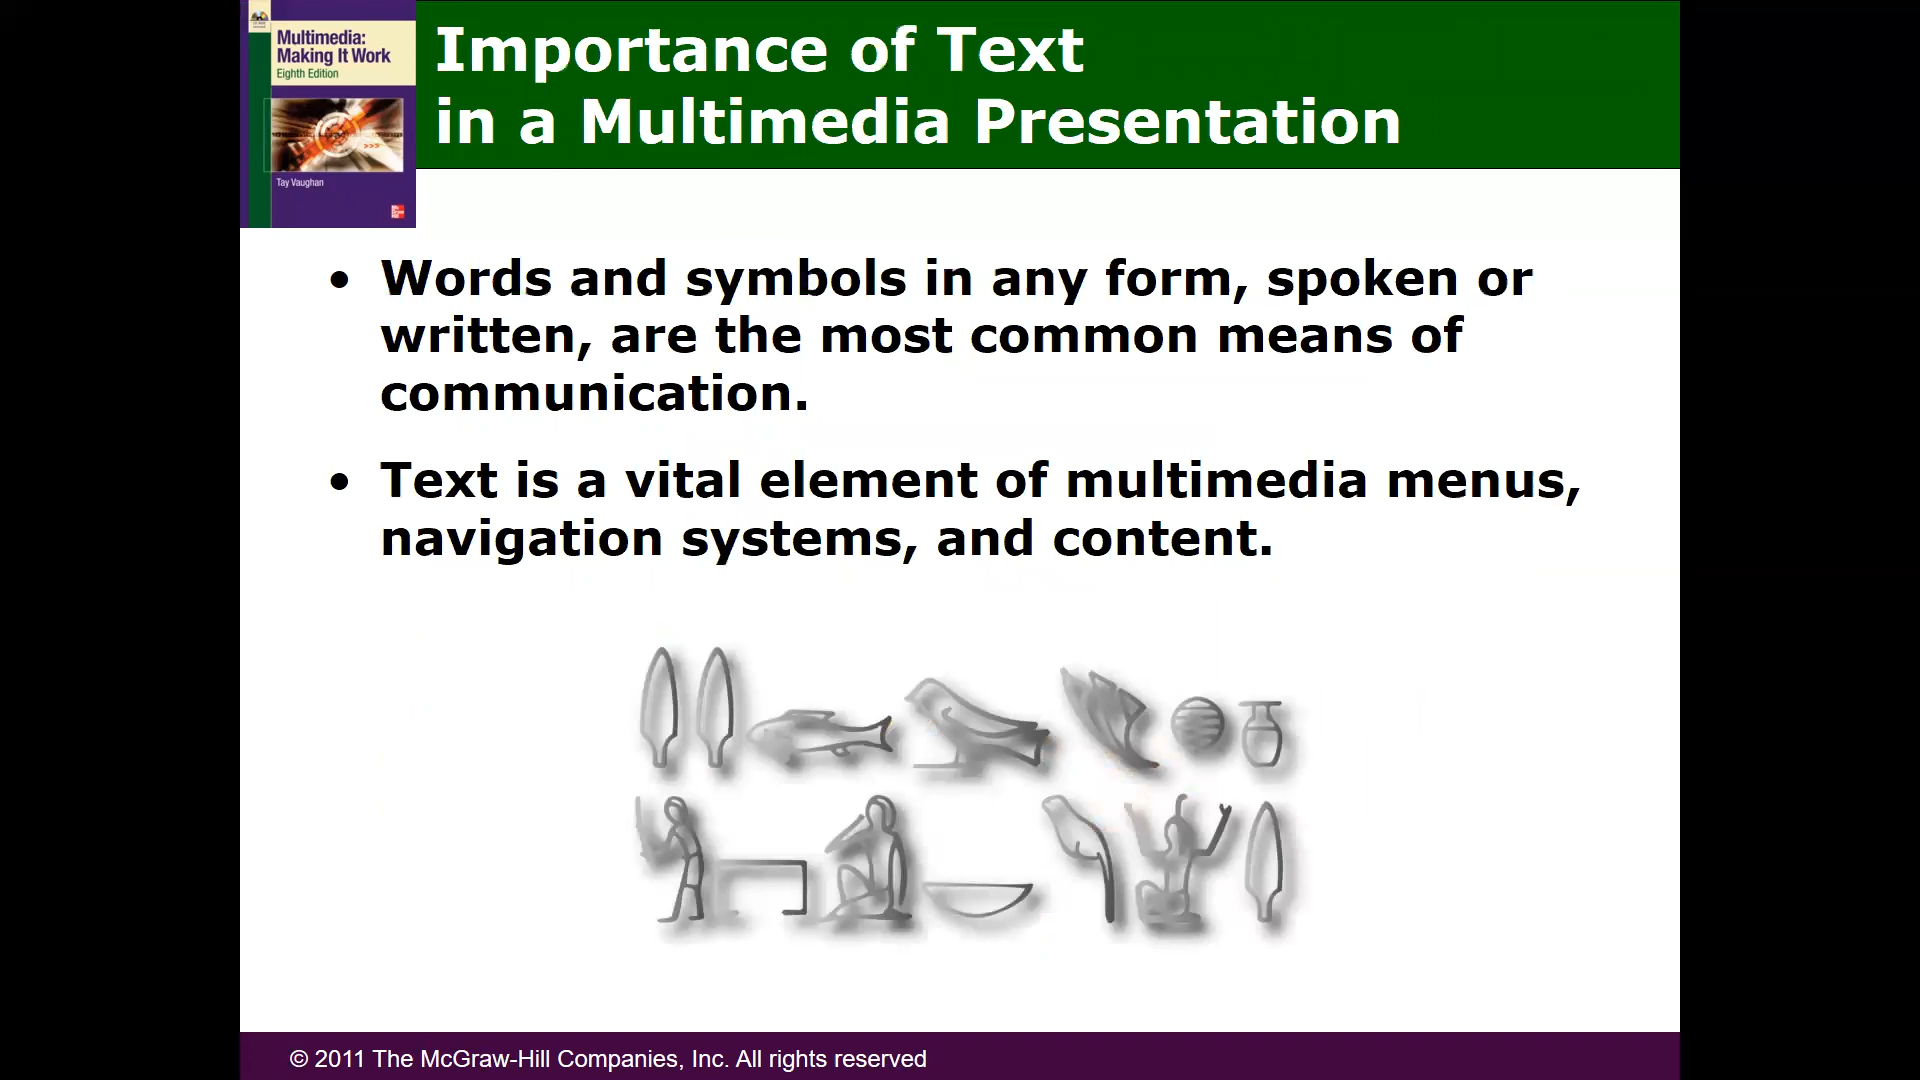 Multimedia:
Making It Work
Eighth Edition
Tay Vaughan
Importance of Text
in a Multimedia Presentation
• Words and symbols in any form, spoken or
written, are the most common means of
communication.
• Text is a vital element of multimedia menus,
navigation systems, and content.
© 2011 The McGraw-Hill Companies, Inc. All rights reserved